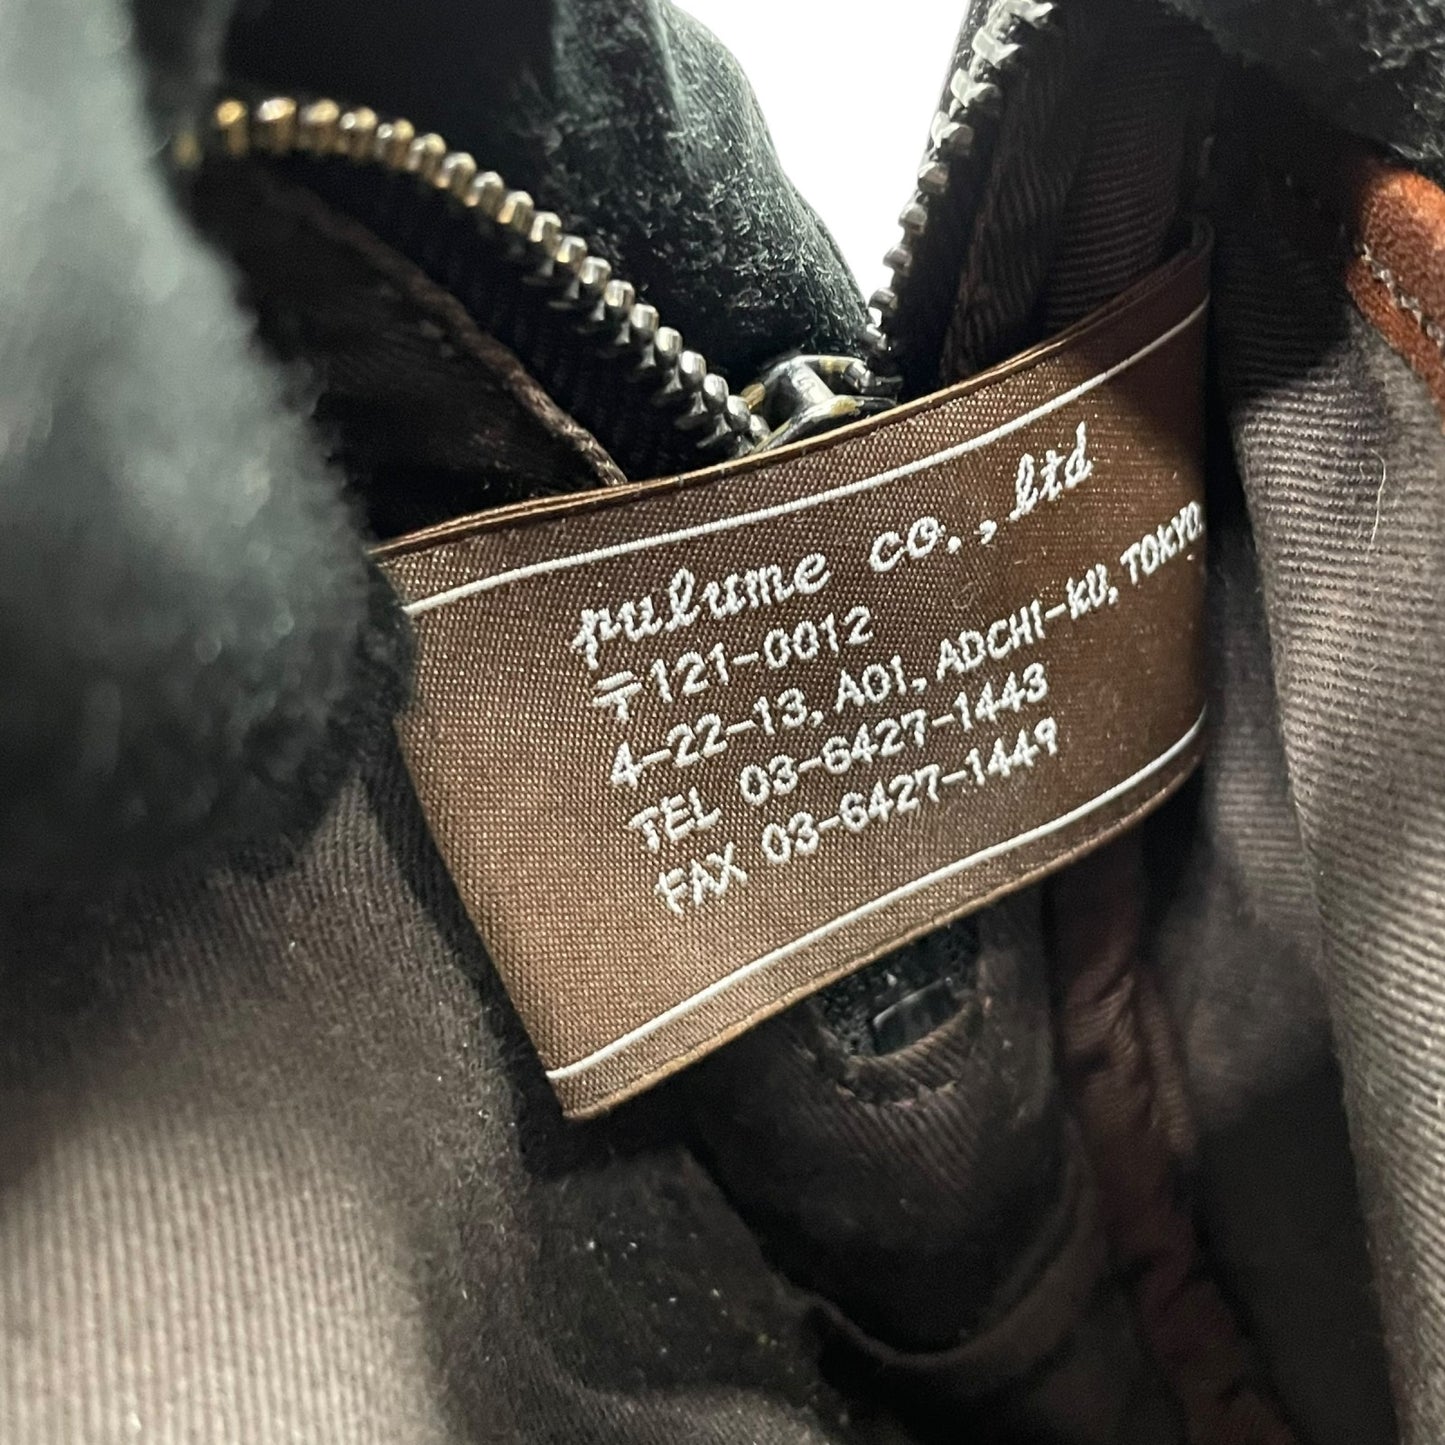 pulume co., ltd
〒121-0012
4-22-13, AOI, ADCHI-KU, TOKYO,
TEL 03-6427-1443
FAX 03-6427-1449